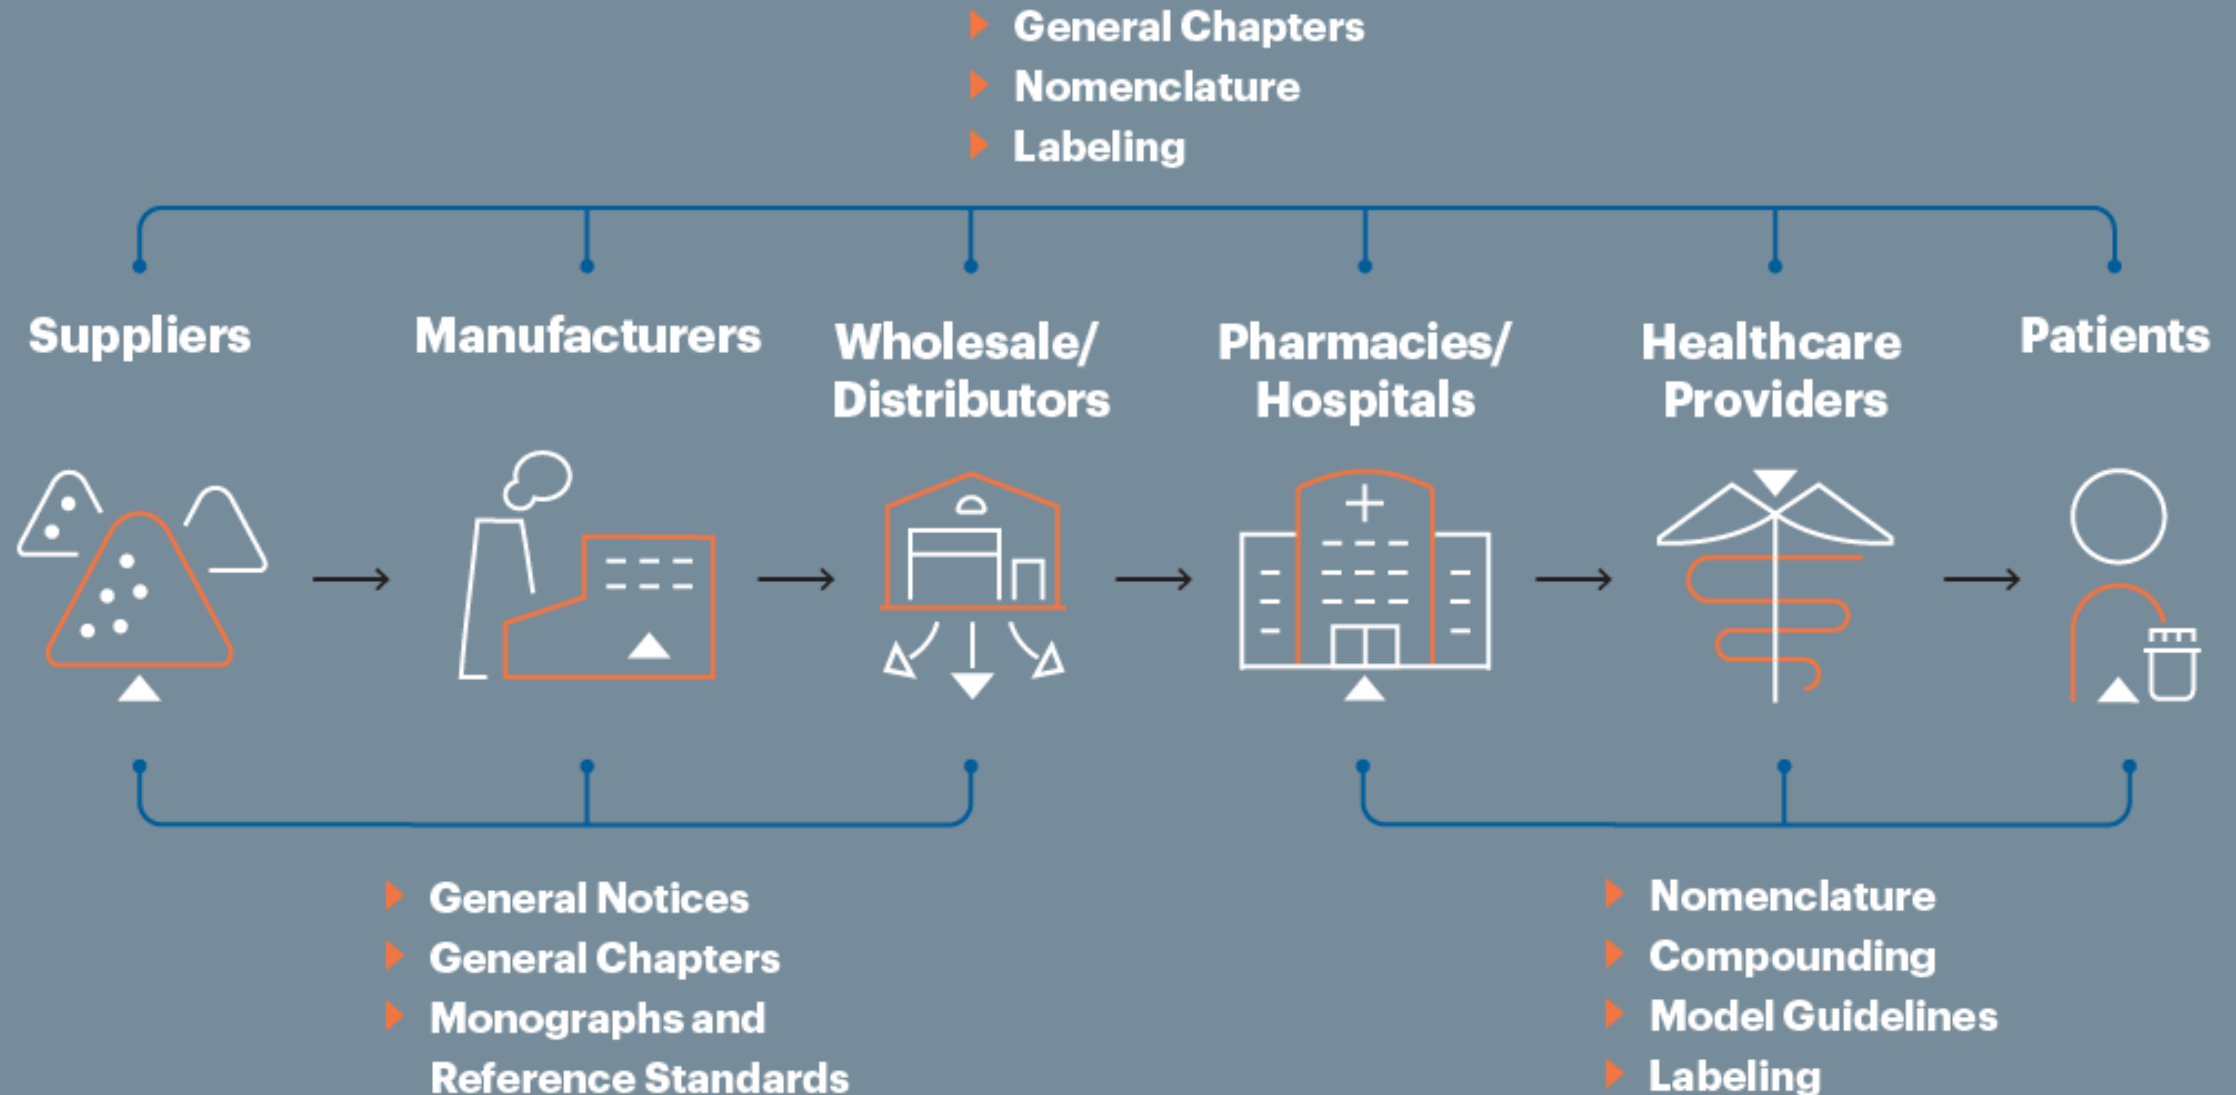 General Chapters
Nomenclature
Labeling
Suppliers
Manufacturers
Wholesale/
Distributors
Pharmacies/
Hospitals
Healthcare
Providers
Patients
General Notices
General Chapters
Monographs and
Reference Standards
Nomenclature
Compounding
Model Guidelines
Labeling